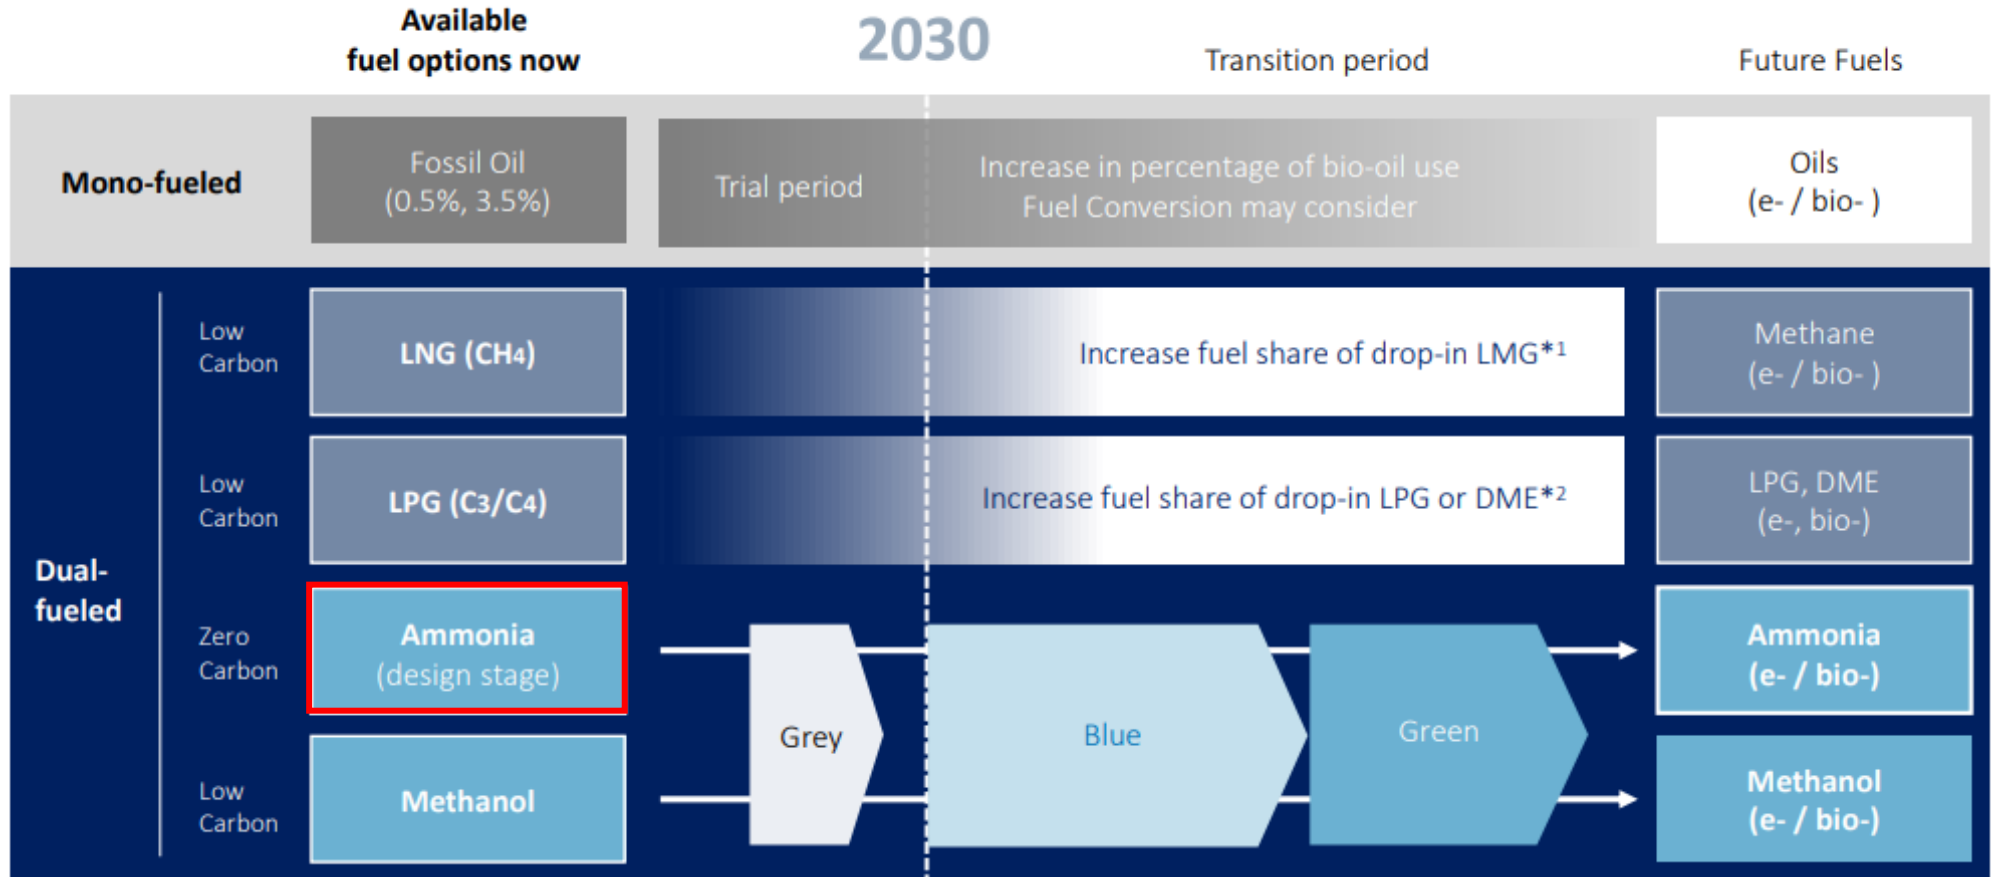 Available
fuel options now
2030
Transition period
Future Fuels
Mono-fueled
Fossil Oil
(0.5%, 3.5%)
Trial period
Increase in percentage of bio-oil use
Fuel Conversion may consider
Oils
(e- / bio- )
Dual-
fueled
Low
Carbon
LNG (CH4)
Increase fuel share of drop-in LMG*1
Methane
(e- / bio- )
Low
Carbon
LPG (C3/C4)
Increase fuel share of drop-in LPG or DME*2
LPG, DME
(e-, bio-)
Zero
Carbon
Ammonia
(design stage)
Grey
Blue
Green
Ammonia
(e- / bio-)
Low
Carbon
Methanol
Methanol
(e- / bio-)